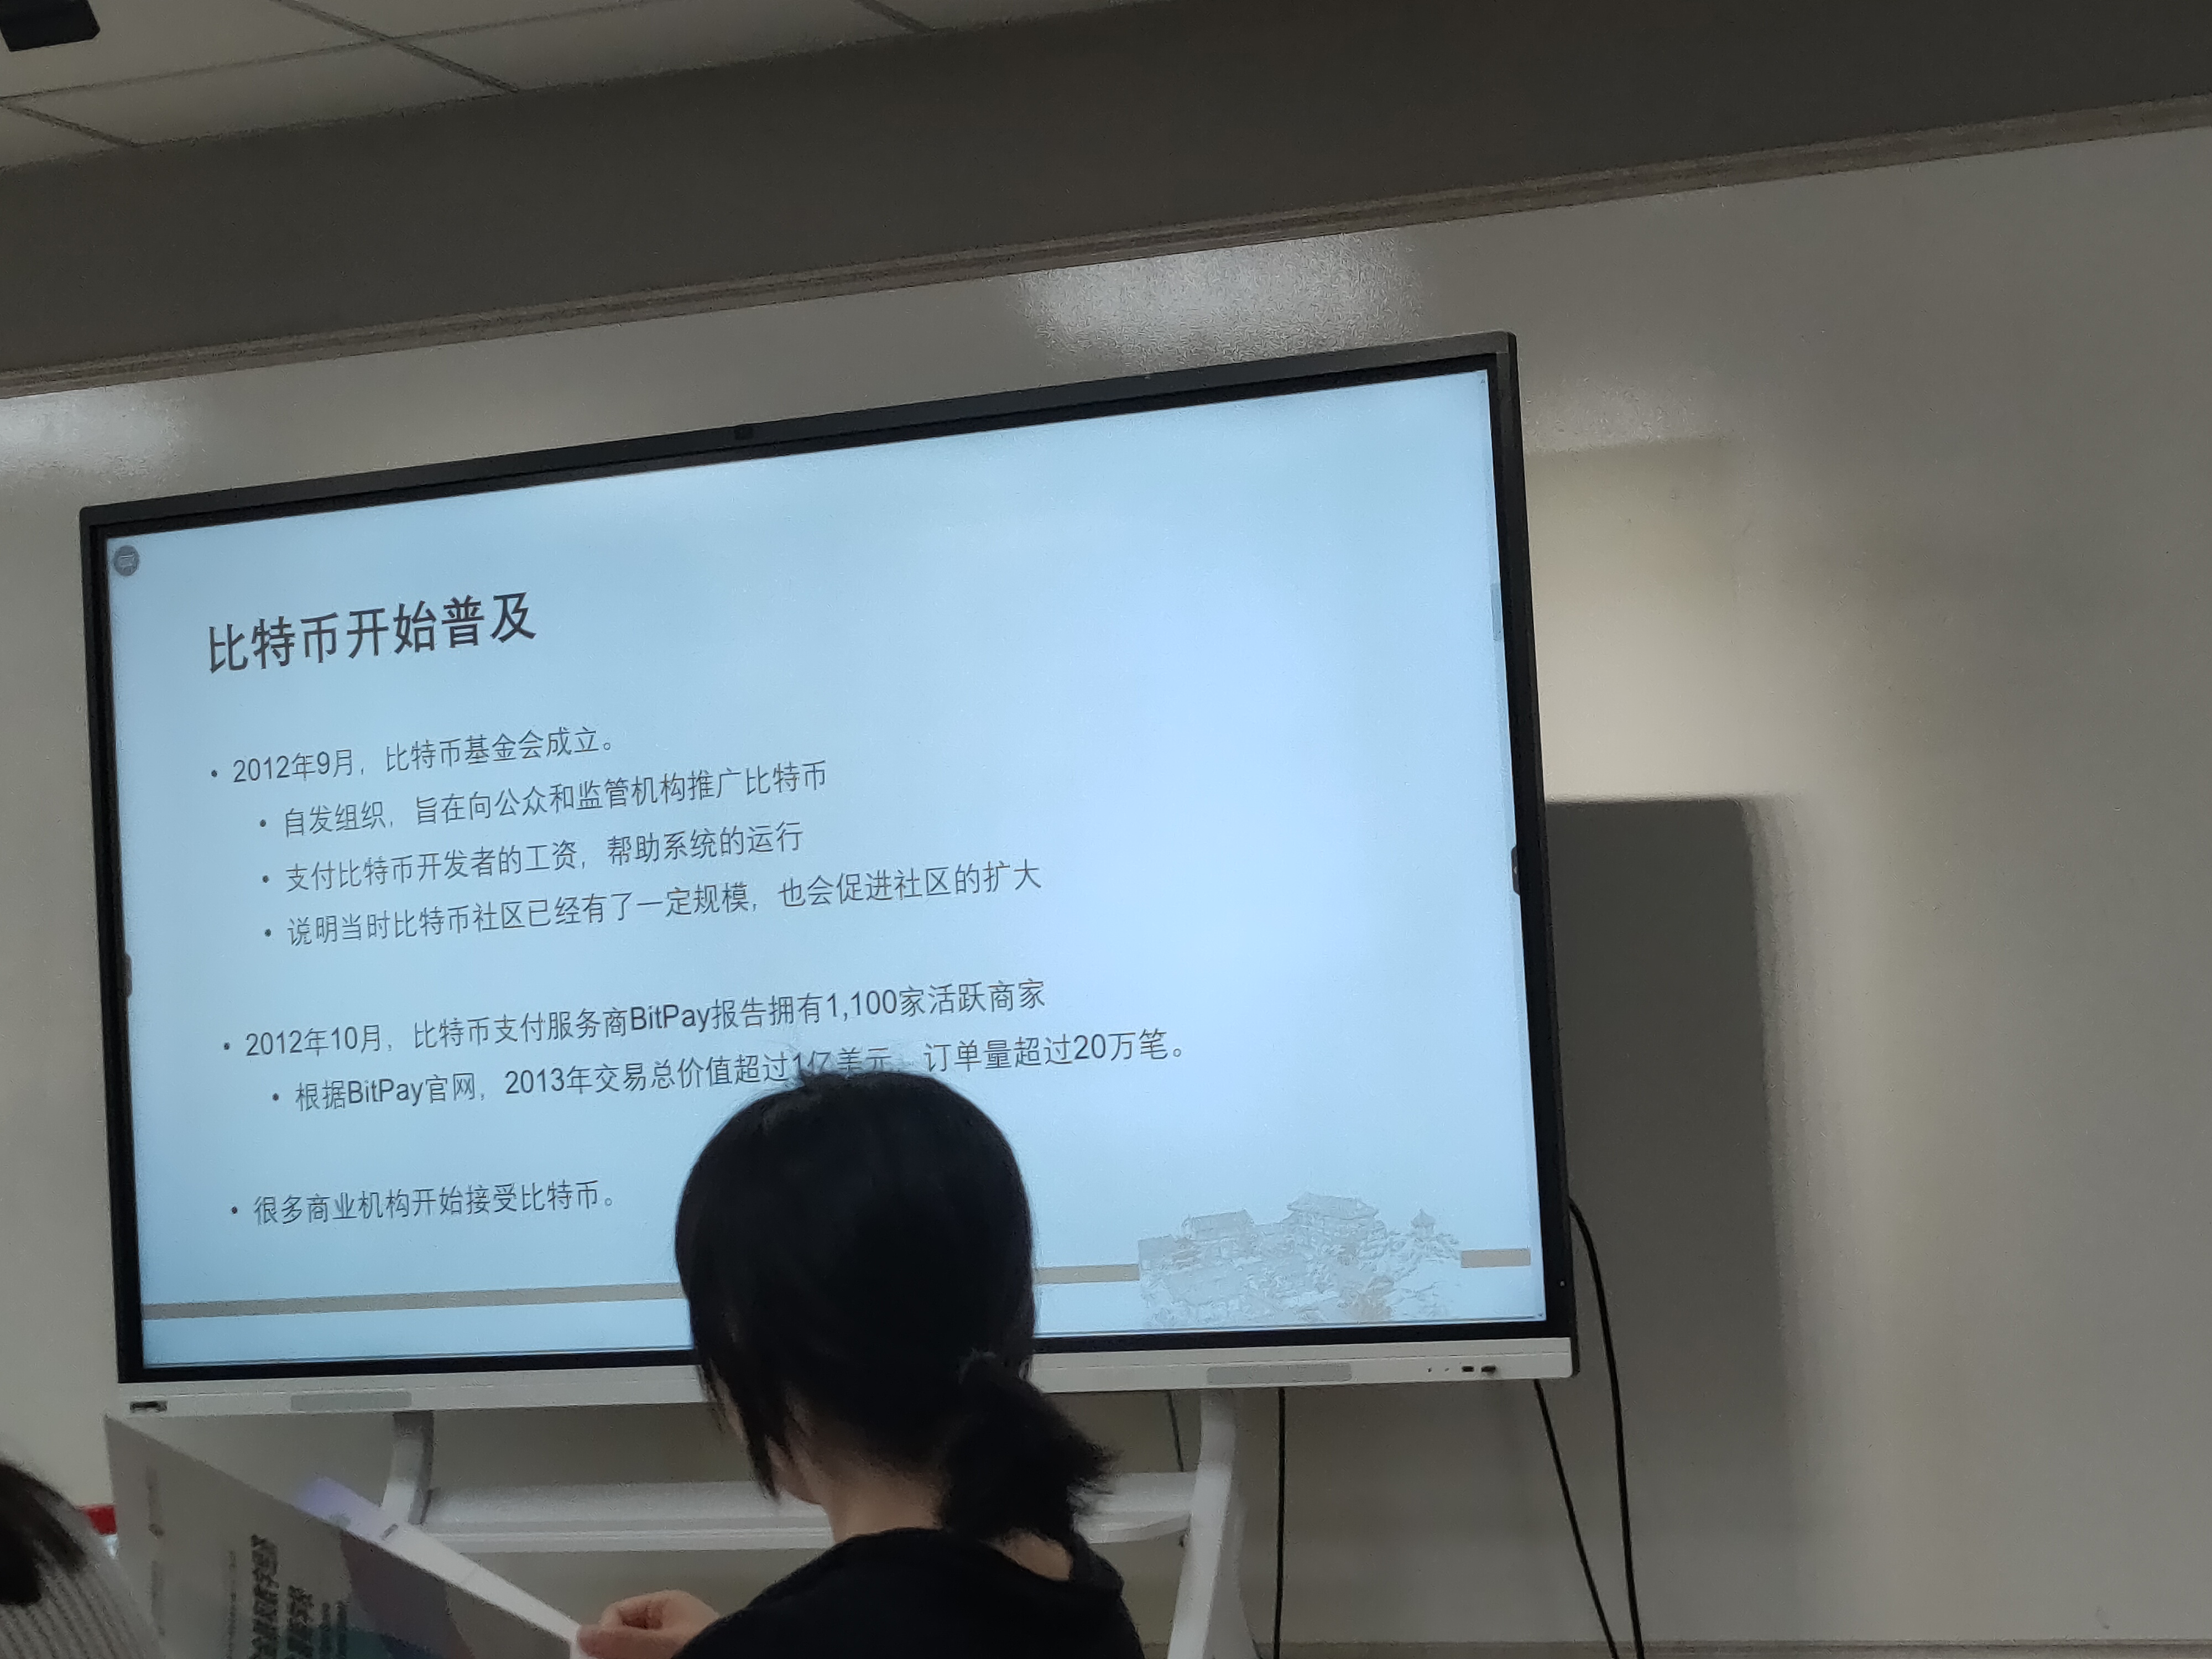 比特币开始普及
• 2012年9月，比特币基金会成立。
• 自发组织，旨在向公众和监管机构推广比特币
• 支付比特币开发者的工资，帮助系统的运行
• 说明当时比特币社区已经有了一定规模，也会促进社区的扩大
• 2012年10月，比特币支付服务商BitPay报告拥有1,100家活跃商家
• 根据BitPay官网，2013年交易总价值超过1亿美元，订单量超过20万笔。
• 很多商业机构开始接受比特币。